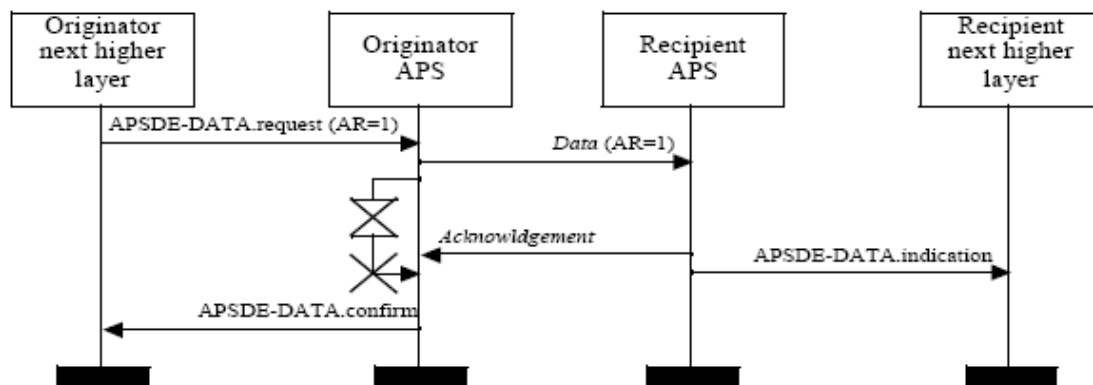 Originator
next higher
layer
Originator
APS
Recipient
APS
Recipient
next higher
layer
APSDE-DATA.request (AR=1)
Data (AR=1)
Acknowldgement
APSDE-DATA.indication
APSDE-DATA.confirm